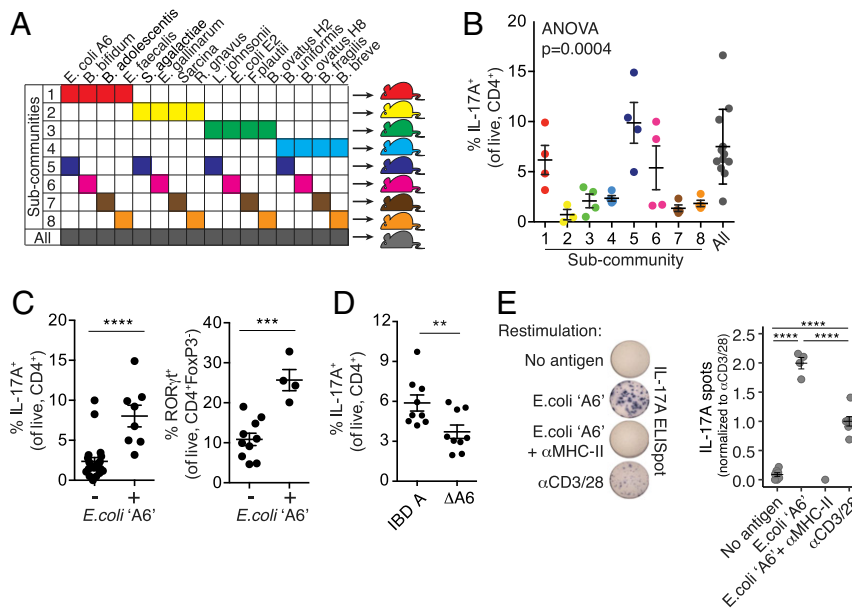 A
E. coli A6
B. bifidum
B. adolescentis
E. faecalis
S. agalactiae
E. gallinarum
Sarcina
R. gnavus
L. johnsonii
E. coli E2
F.plautii
B. ovatus H2
B. uniformis
B. ovatus H8
B. fragilis
B. breve
Sub-communities
1
2
3
4
5
6
7
8
All
B
ANOVA
p=0.0004
% IL-17A⁺
(of live, CD4⁺)
20
15
10
5
0
1 2 3 4 5 6 7 8 All
Sub-community
C
% IL-17A⁺
(of live, CD4⁺)
20
15
10
5
0
****
- +
E.coli ‘A6’
% RORγt⁺
(of live, CD4⁺FoxP3⁻)
40
30
20
10
0
***
- +
E.coli ‘A6’
D
% IL-17A⁺
(of live, CD4⁺)
12
9
6
3
0
**
IBD A
ΔA6
E
Restimulation:
No antigen
E.coli ‘A6’
E.coli ‘A6’
+ αMHC-II
αCD3/28
IL-17A ELISpot
IL-17A spots
(normalized to αCD3/28)
2.5
2.0
1.5
1.0
0.5
0.0
****
**** ****
No antigen
E.coli ‘A6’
E.coli ‘A6’+ αMHC-II
αCD3/28